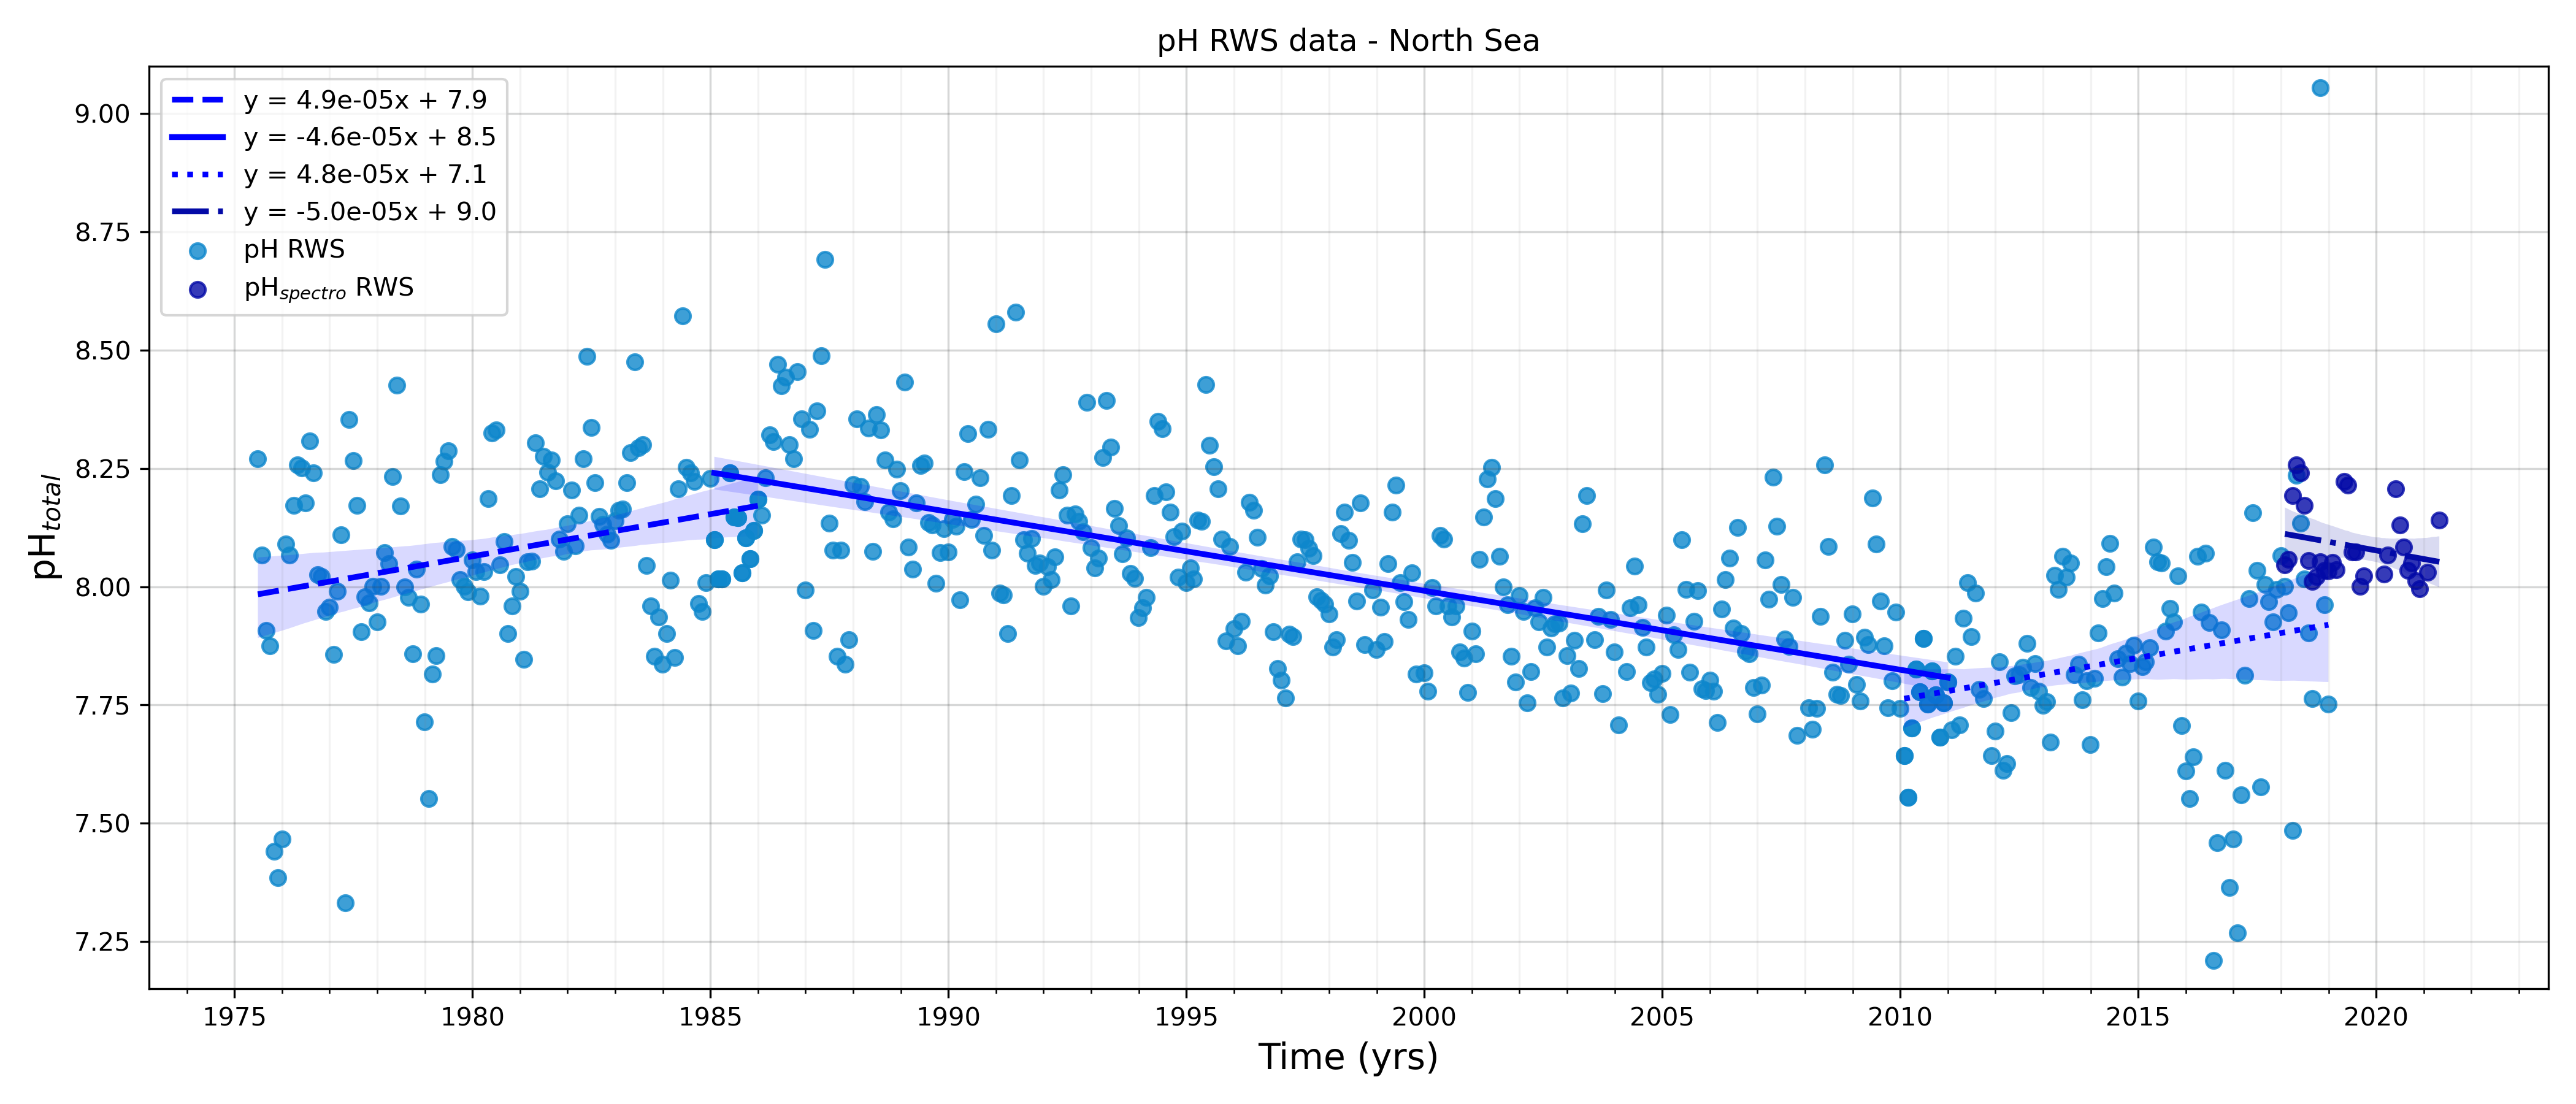 pH RWS data - North Sea
y = 4.9e-05x + 7.9
y = -4.6e-05x + 8.5
y = 4.8e-05x + 7.1
y = -5.0e-05x + 9.0
pH RWS
pHspectro RWS
9.00
8.75
8.50
8.25
8.00
7.75
7.50
7.25
pHtotal
1975 1980 1985 1990 1995 2000 2005 2010 2015 2020
Time (yrs)